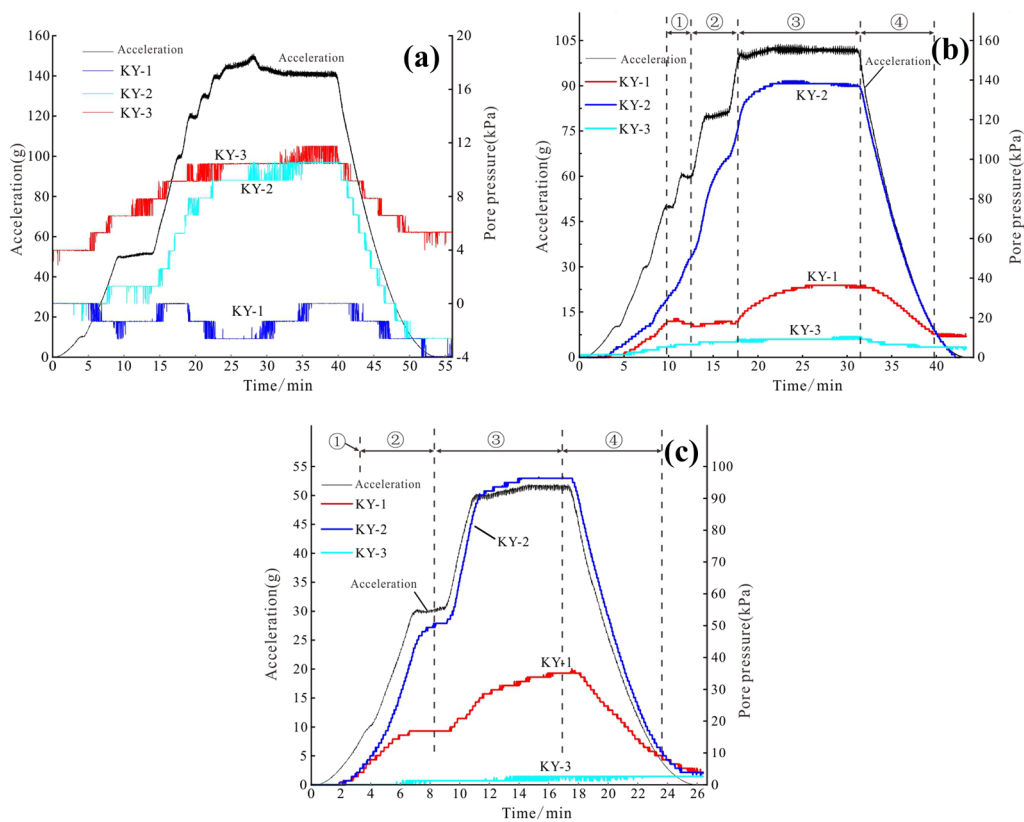 (a)
Acceleration
KY-1
KY-2
KY-3
Acceleration
KY-3
KY-2
KY-1
160
140
120
100
80
60
40
20
0
Acceleration(g)
20
16
12
8
4
0
-4
Pore pressure(kPa)
0 5 10 15 20 25 30 35 40 45 50 55
Time/min
① ② ③ ④
(b)
Acceleration
KY-1
KY-2
KY-3
Acceleration
KY-2
KY-1
KY-3
105
90
75
60
45
30
15
0
Acceleration(g)
160
140
120
100
80
60
40
20
0
Pore pressure(kPa)
0 5 10 15 20 25 30 35 40
Time/min
① ② ③ ④
(c)
Acceleration
KY-1
KY-2
KY-3
KY-2
Acceleration
KY-1
KY-3
55
50
45
40
35
30
25
20
15
10
5
0
Acceleration(g)
100
90
80
70
60
50
40
30
20
10
0
Pore pressure(kPa)
0 2 4 6 8 10 12 14 16 18 20 22 24 26
Time/min